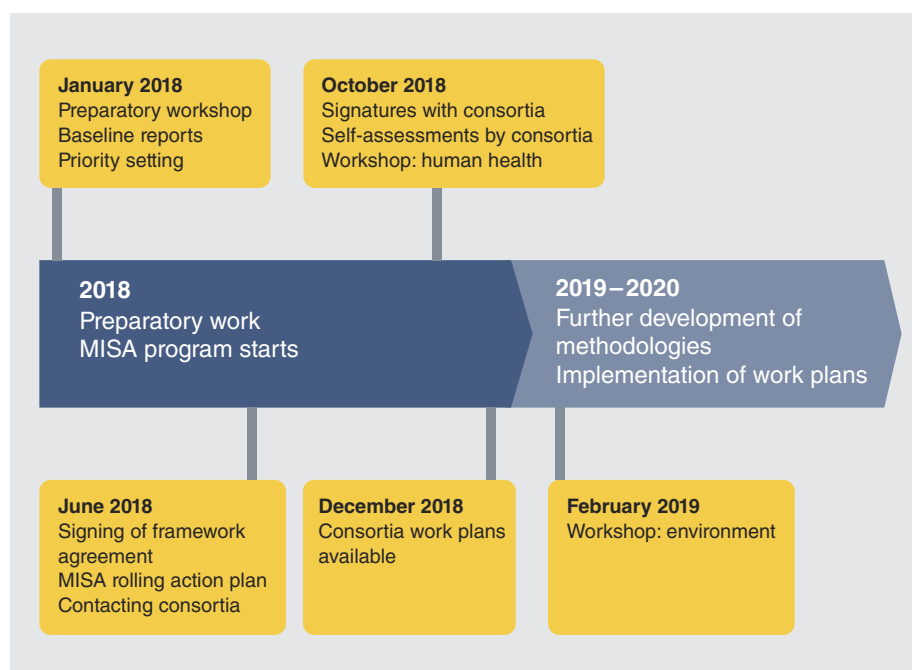 January 2018
Preparatory workshop
Baseline reports
Priority setting
October 2018
Signatures with consortia
Self-assessments by consortia
Workshop: human health
2018
Preparatory work
MISA program starts
2019–2020
Further development of
methodologies
Implementation of work plans
June 2018
Signing of framework
agreement
MISA rolling action plan
Contacting consortia
December 2018
Consortia work plans
available
February 2019
Workshop: environment